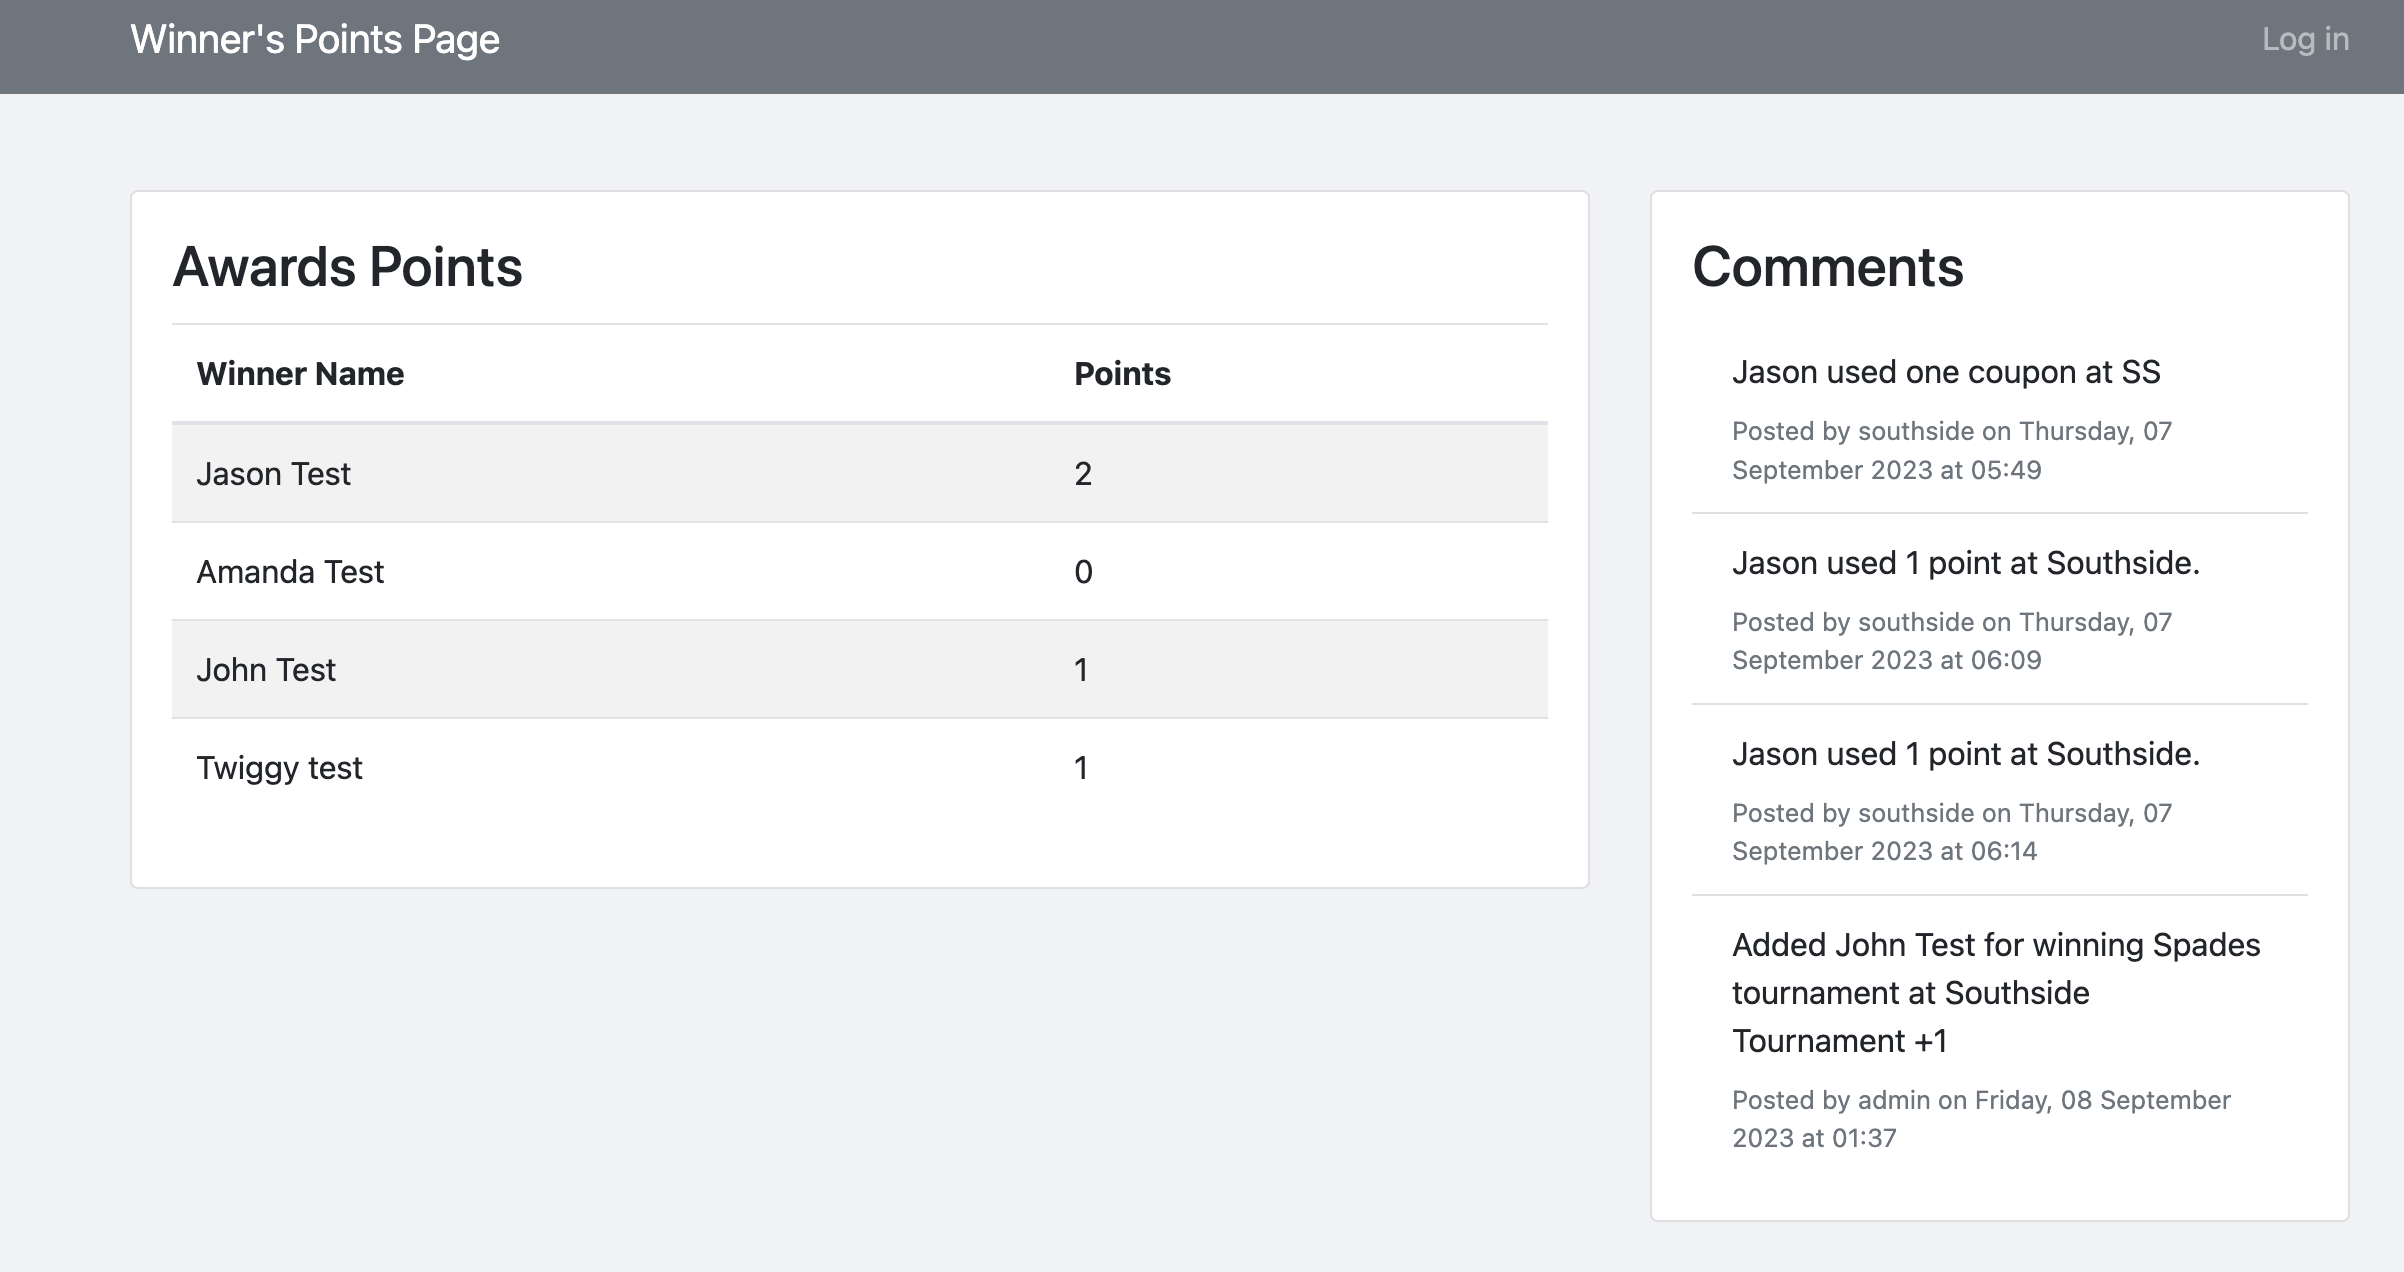 Winner's Points Page
Log in
Awards Points
Winner Name Points
Jason Test 2
Amanda Test 0
John Test 1
Twiggy test 1
Comments
Jason used one coupon at SS
Posted by southside on Thursday, 07
September 2023 at 05:49
Jason used 1 point at Southside.
Posted by southside on Thursday, 07
September 2023 at 06:09
Jason used 1 point at Southside.
Posted by southside on Thursday, 07
September 2023 at 06:14
Added John Test for winning Spades
tournament at Southside
Tournament +1
Posted by admin on Friday, 08 September
2023 at 01:37